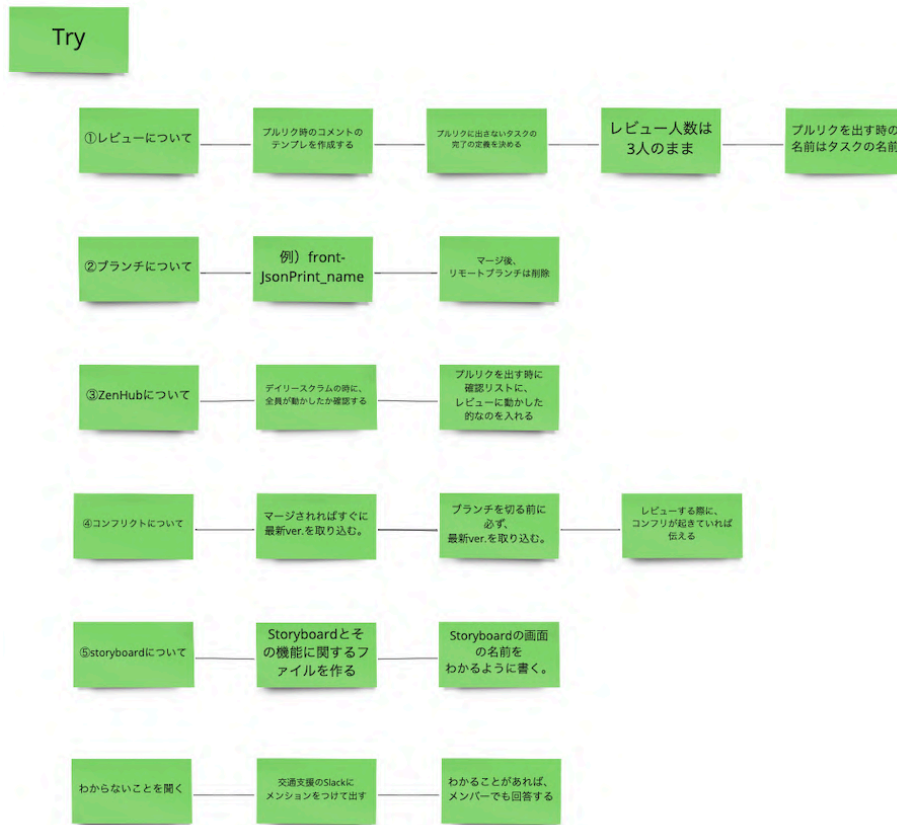 Try
①レビューについて
プルリク時のコメントの
テンプレを作成する
プルリクに出さないタスクの
完了の定義を決める
レビュー人数は
3人のまま
プルリクを出す時の
名前はタスクの名前
②ブランチについて
例）front-
JsonPrint_name
マージ後、
リモートブランチは削除
③ZenHubについて
デイリースクラムの時に、
全員が動かしたか確認する
プルリクを出す時に
確認リストに、
レビューに動かした
的なのを入れる
④コンフリクトについて
マージされればすぐに
最新ver.を取り込む。
ブランチを切る前に
必ず、
最新ver.を取り込む。
レビューする際に、
コンフリが起きていれば
伝える
⑤storyboardについて
Storyboardとそ
の機能に関するフ
ァイルを作る
Storyboardの画面
の名前を
わかるように書く。
わからないことを聞く
交通支援のSlackに
メンションをつけて出す
わかることがあれば、
メンバーでも回答する